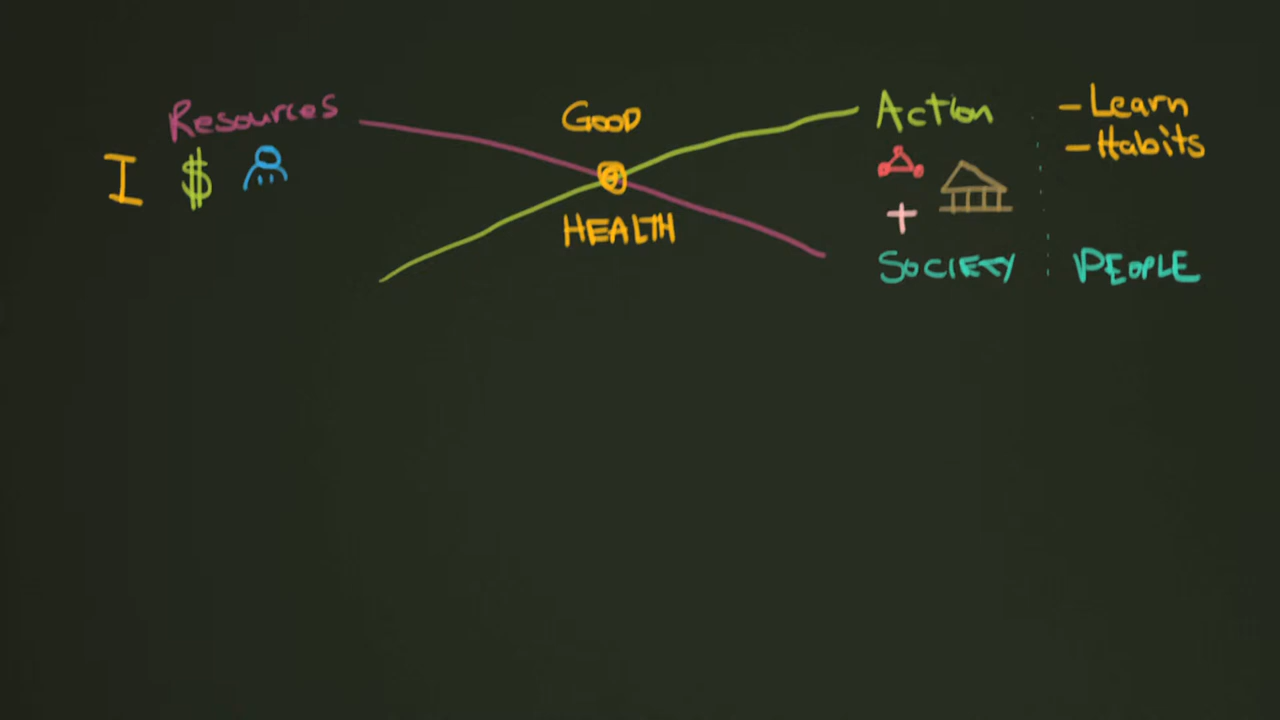 Resources
I $
GOOD
HEALTH
Action
+
SOCIETY
- Learn
- Habits
PEOPLE